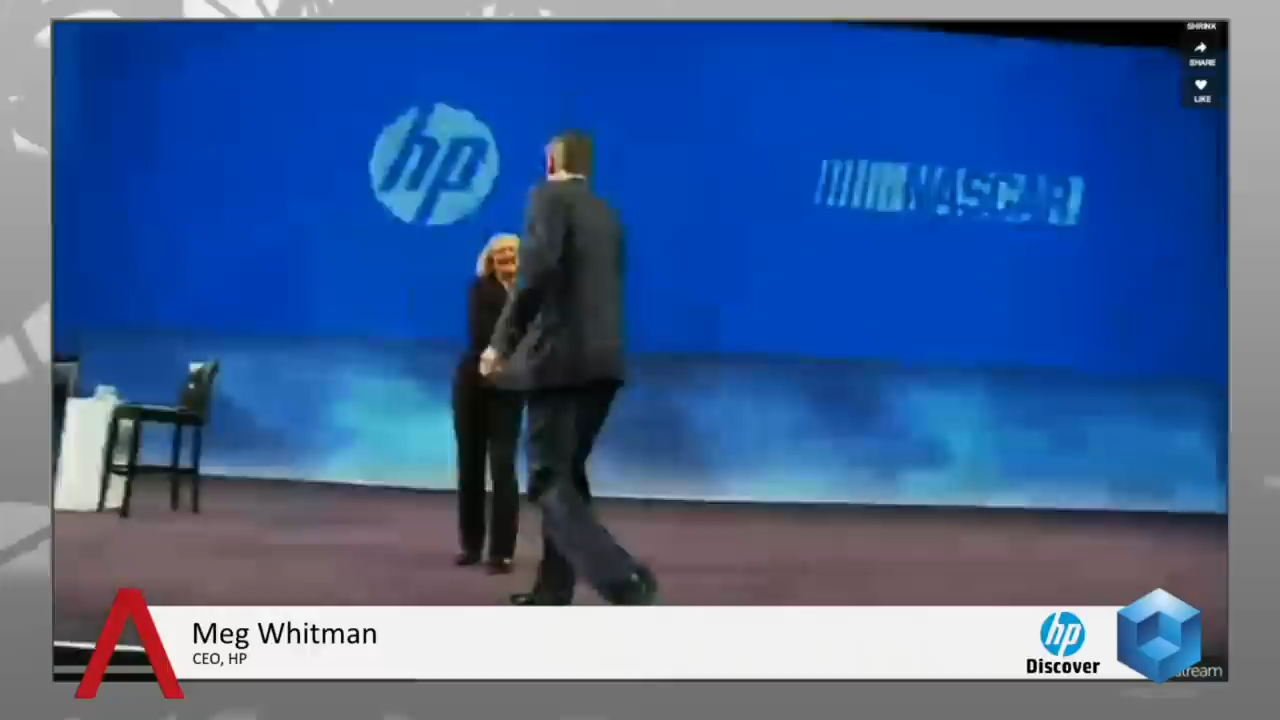 SHRINK
SHARE
LIKE
hp
NASCAR
Meg Whitman
CEO, HP
hp
Discover